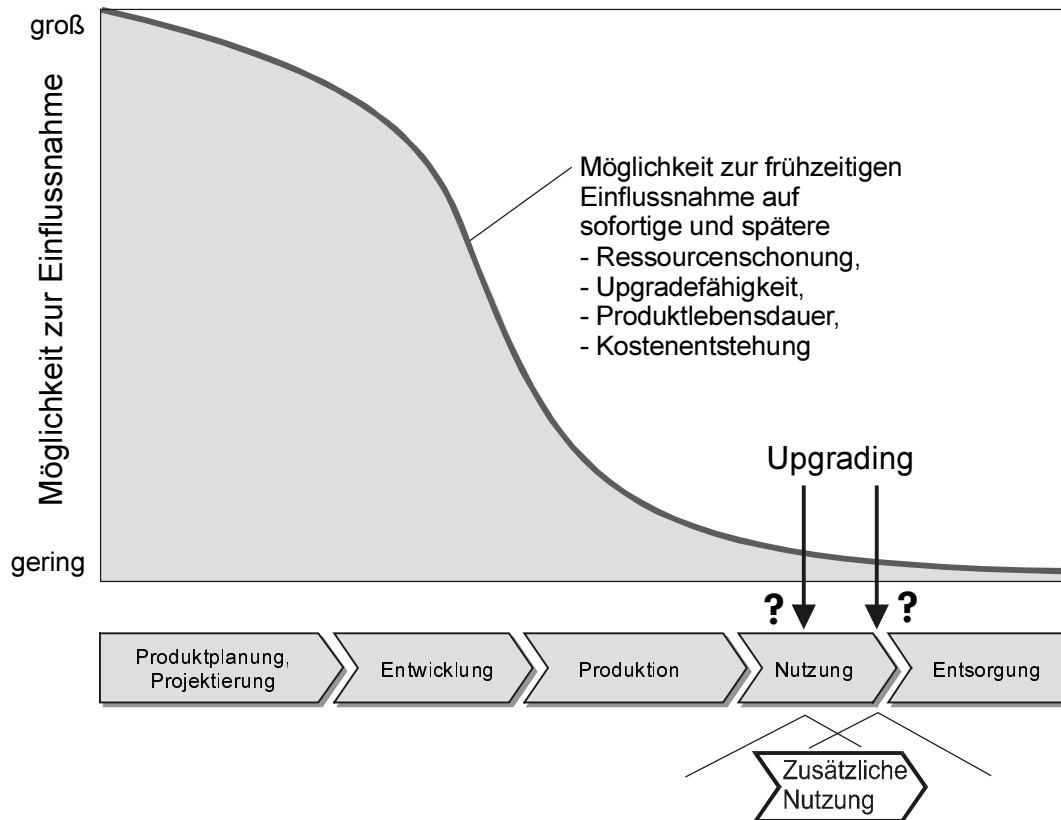 groß
Möglichkeit zur Einflussnahme
Möglichkeit zur frühzeitigen
Einflussnahme auf
sofortige und spätere
- Ressourcenschonung,
- Upgradefähigkeit,
- Produktlebensdauer,
- Kostenentstehung
Upgrading
gering
? ?
Produktplanung,
Projektierung
Entwicklung
Produktion
Nutzung
Entsorgung
Zusätzliche
Nutzung